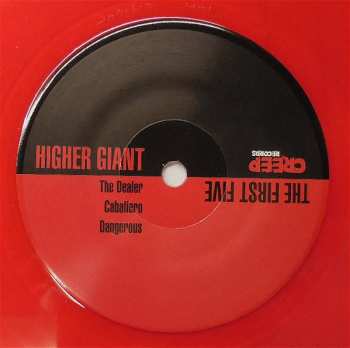 HIGHER GIANT
The Dealer
Caballero
Dangerous
THE FIRST FIVE
CREEP
RECORDS